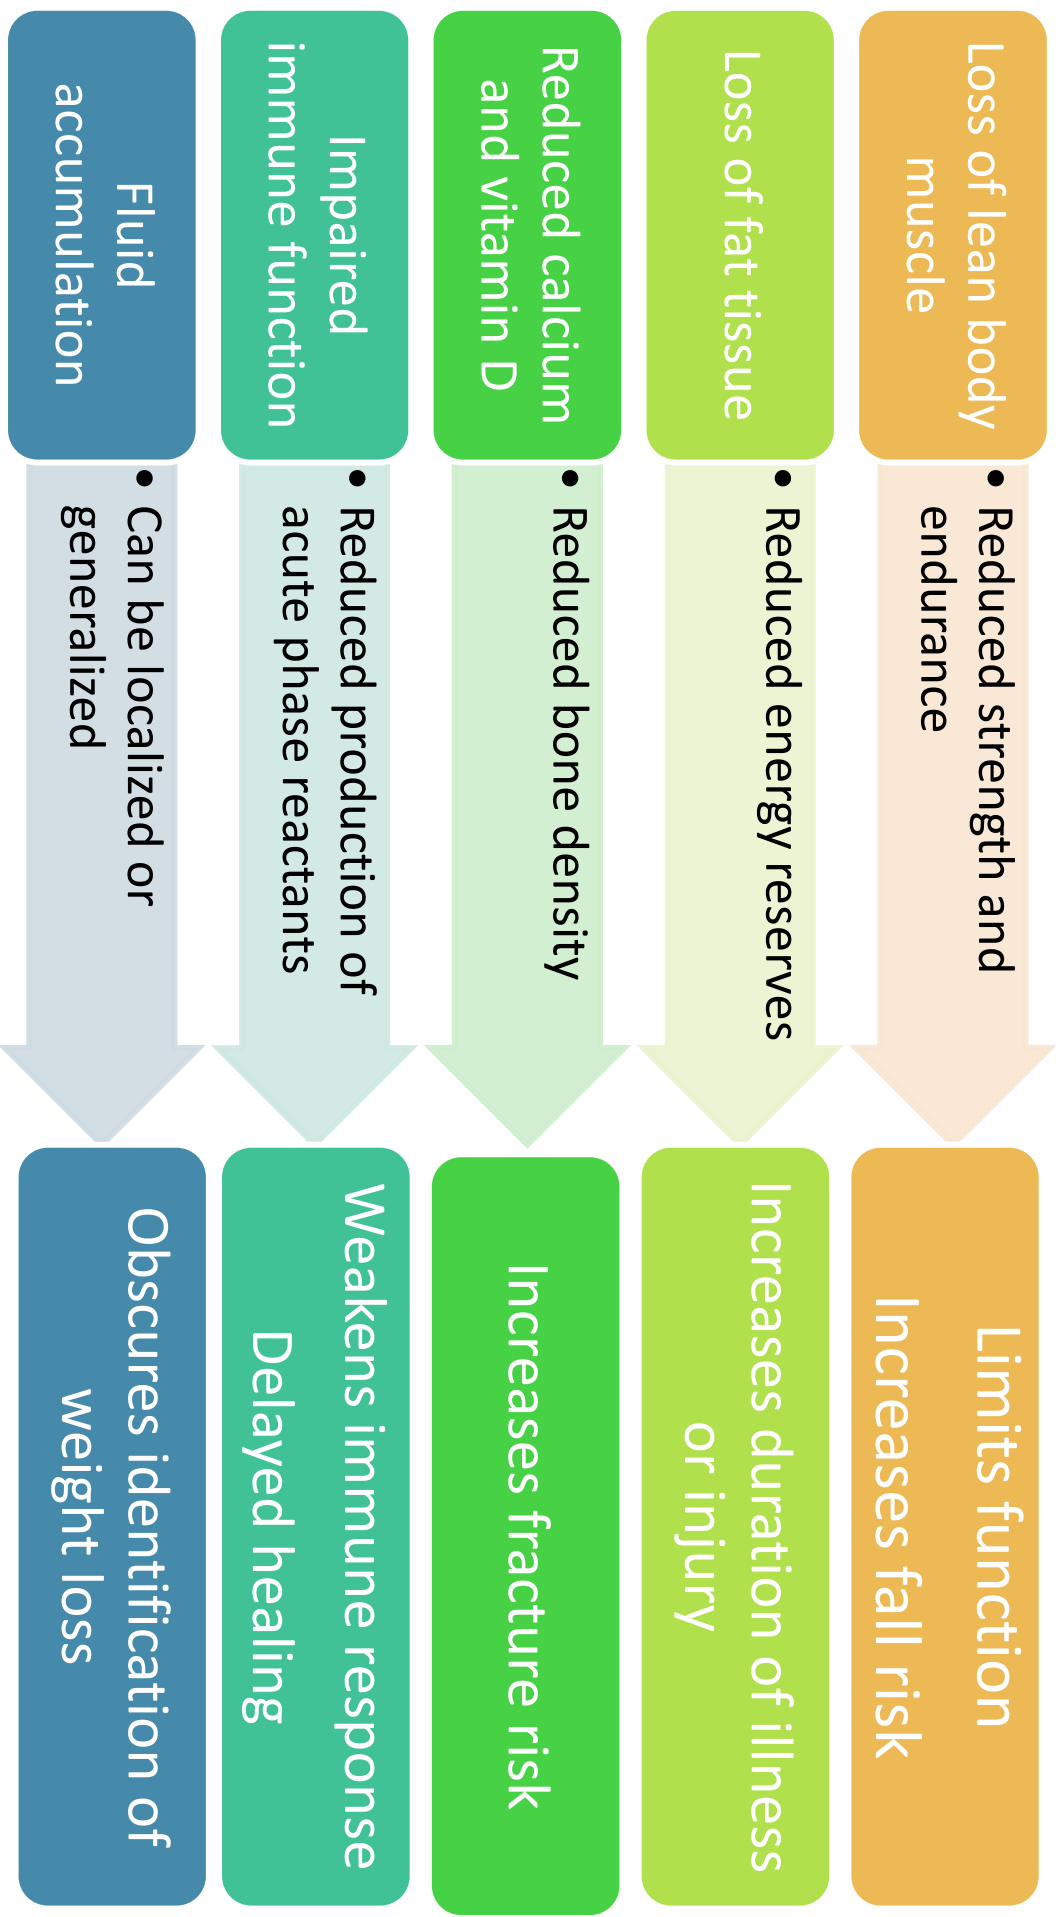 Loss of lean body
muscle
• Reduced strength and
endurance
Limits function
Increases fall risk
Loss of fat tissue
• Reduced energy reserves
Increases duration of illness
or injury
Reduced calcium
and vitamin D
• Reduced bone density
Increases fracture risk
Impaired
immune function
• Reduced production of
acute phase reactants
Weakens immune response
Delayed healing
Fluid
accumulation
• Can be localized or
generalized
Obscures identification of
weight loss